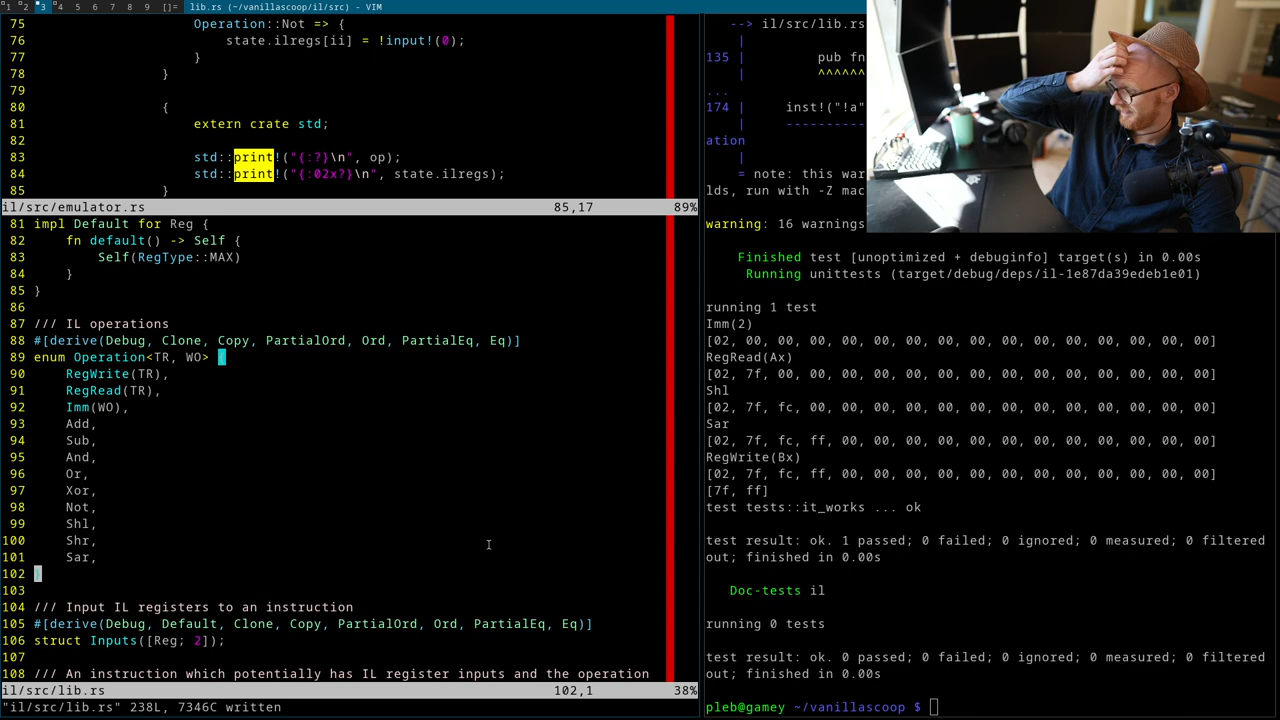 1 2 3 4 5 6 7 8 9 []= lib.rs (~/vanillascoop/il/src) - VIM
75 Operation::Not => {
76 state.ilregs[ii] = !input!(0);
77 }
78 }
79
80 {
81 extern crate std;
82
83 std::print!("{:?}\n", op);
84 std::print!("{:02x?}\n", state.ilregs);
85 }
il/src/emulator.rs 85,17 89%
81 impl Default for Reg {
82 fn default() -> Self {
83 Self(RegType::MAX)
84 }
85 }
86
87 /// IL operations
88 #[derive(Debug, Clone, Copy, PartialOrd, Ord, PartialEq, Eq)]
89 enum Operation<TR, WO> {
90 RegWrite(TR),
91 RegRead(TR),
92 Imm(WO),
93 Add,
94 Sub,
95 And,
96 Or,
97 Xor,
98 Not,
99 Shl,
100 Shr,
101 Sar,
102 }
103
104 /// Input IL registers to an instruction
105 #[derive(Debug, Default, Clone, Copy, PartialOrd, Ord, PartialEq, Eq)]
106 struct Inputs([Reg; 2]);
107
108 /// An instruction which potentially has IL register inputs and the operation
il/src/lib.rs 102,1 38%
"il/src/lib.rs" 238L, 7346C written
--> il/src/lib.rs
|
135 | pub fn
| ^^^^^^
...
174 | inst!("!a"
| ----------
ation
|
= note: this war
lds, run with -Z mac
warning: 16 warnings
Finished test [unoptimized + debuginfo] target(s) in 0.00s
Running unittests (target/debug/deps/il-1e87da39edeb1e01)
running 1 test
Imm(2)
[02, 00, 00, 00, 00, 00, 00, 00, 00, 00, 00, 00, 00, 00, 00, 00]
RegRead(Ax)
[02, 7f, 00, 00, 00, 00, 00, 00, 00, 00, 00, 00, 00, 00, 00, 00]
Shl
[02, 7f, fc, 00, 00, 00, 00, 00, 00, 00, 00, 00, 00, 00, 00, 00]
Sar
[02, 7f, fc, ff, 00, 00, 00, 00, 00, 00, 00, 00, 00, 00, 00, 00]
RegWrite(Bx)
[02, 7f, fc, ff, 00, 00, 00, 00, 00, 00, 00, 00, 00, 00, 00, 00]
[7f, ff]
test tests::it_works ... ok
test result: ok. 1 passed; 0 failed; 0 ignored; 0 measured; 0 filtered
out; finished in 0.00s
Doc-tests il
running 0 tests
test result: ok. 0 passed; 0 failed; 0 ignored; 0 measured; 0 filtered
out; finished in 0.00s
pleb@gamey ~/vanillascoop $